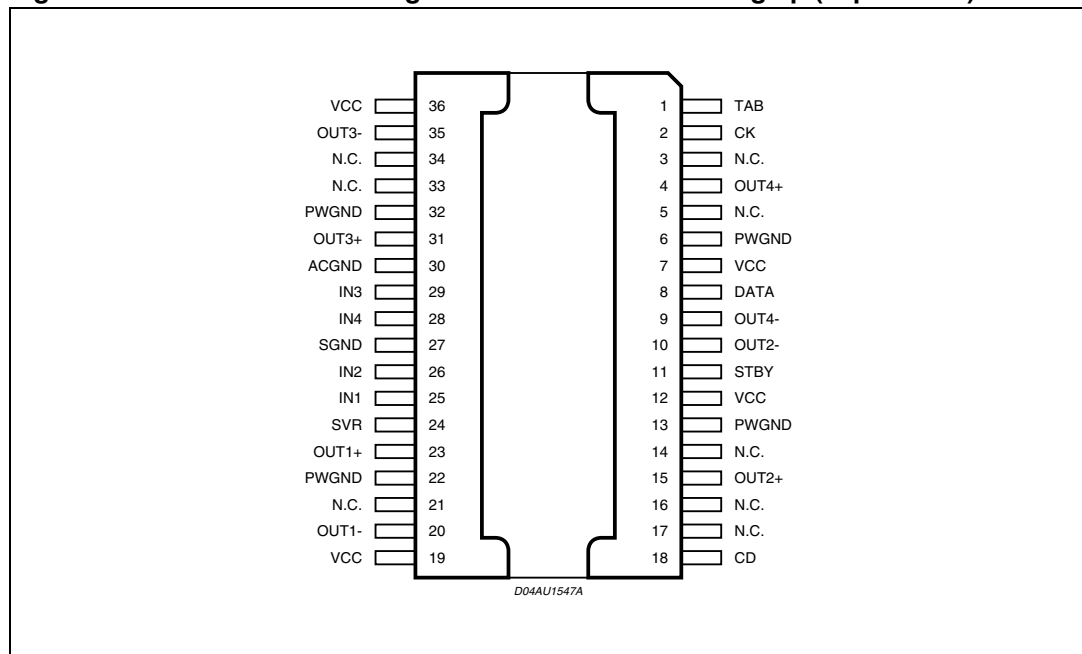 VCC 36 1 TAB
OUT3- 35 2 CK
N.C. 34 3 N.C.
N.C. 33 4 OUT4+
PWGND 32 5 N.C.
OUT3+ 31 6 PWGND
ACGND 30 7 VCC
IN3 29 8 DATA
IN4 28 9 OUT4-
SGND 27 10 OUT2-
IN2 26 11 STBY
IN1 25 12 VCC
SVR 24 13 PWGND
OUT1+ 23 14 N.C.
PWGND 22 15 OUT2+
N.C. 21 16 N.C.
OUT1- 20 17 N.C.
VCC 19 18 CD
D04AU1547A